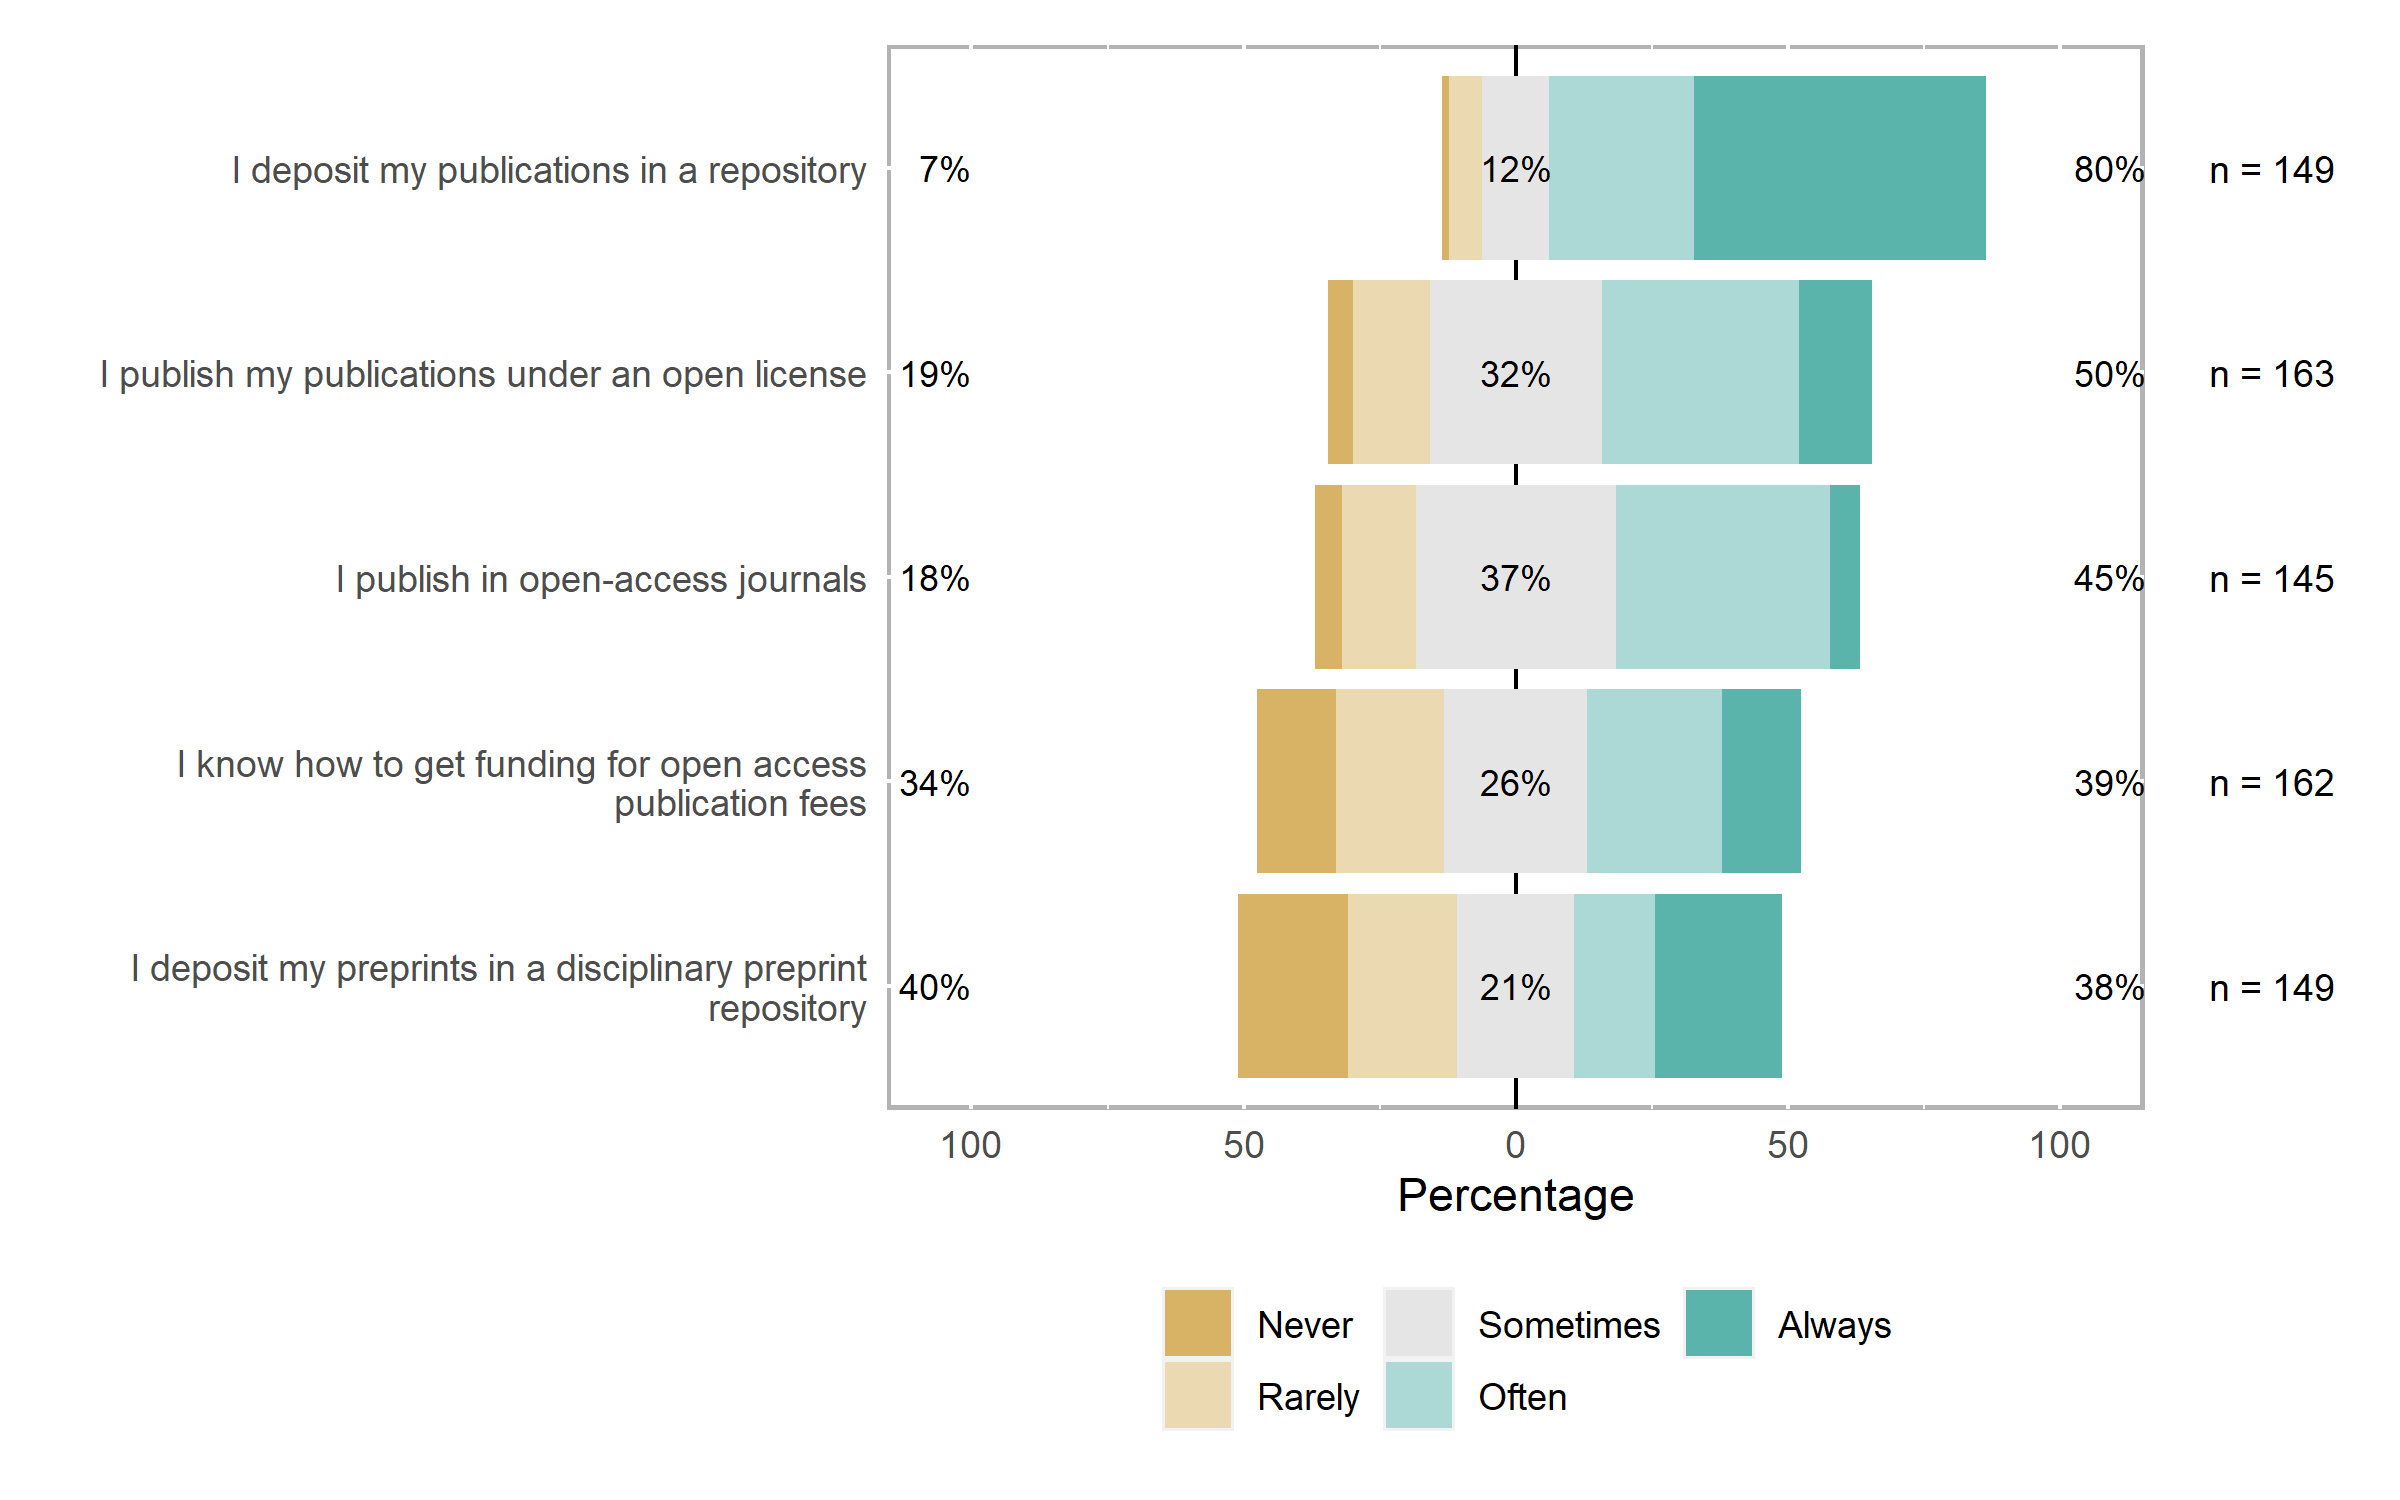 I deposit my publications in a repository 7% 12% 80% n = 149
I publish my publications under an open license 19% 32% 50% n = 163
I publish in open-access journals 18% 37% 45% n = 145
I know how to get funding for open access
publication fees 34% 26% 39% n = 162
I deposit my preprints in a disciplinary preprint
repository 40% 21% 38% n = 149
100 50 0 50 100
Percentage
Never Sometimes Always
Rarely Often